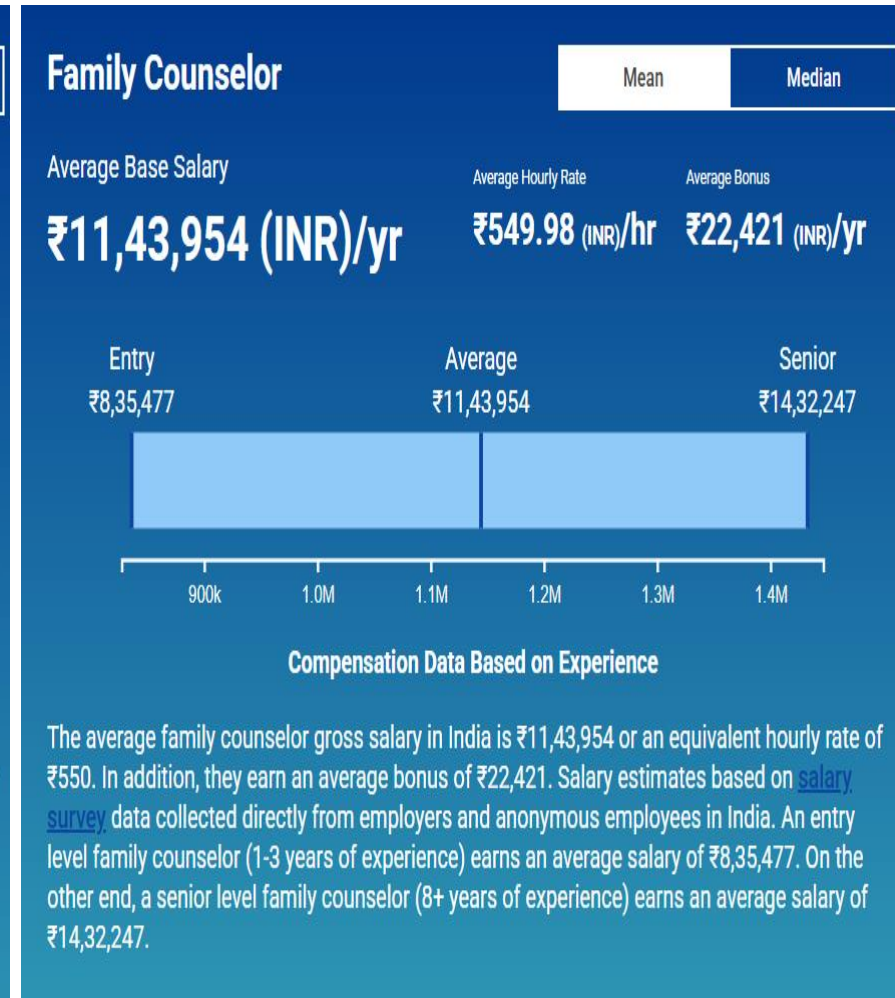 Family Counselor
Mean
Median
Average Base Salary
Average Hourly Rate
Average Bonus
₹11,43,954 (INR)/yr
₹549.98 (INR)/hr
₹22,421 (INR)/yr
Entry
Average
Senior
₹8,35,477
₹11,43,954
₹14,32,247
900k
1.0M
1.1M
1.2M
1.3M
1.4M
Compensation Data Based on Experience
The average family counselor gross salary in India is ₹11,43,954 or an equivalent hourly rate of
₹550. In addition, they earn an average bonus of ₹22,421. Salary estimates based on salary
survey data collected directly from employers and anonymous employees in India. An entry
level family counselor (1-3 years of experience) earns an average salary of ₹8,35,477. On the
other end, a senior level family counselor (8+ years of experience) earns an average salary of
₹14,32,247.